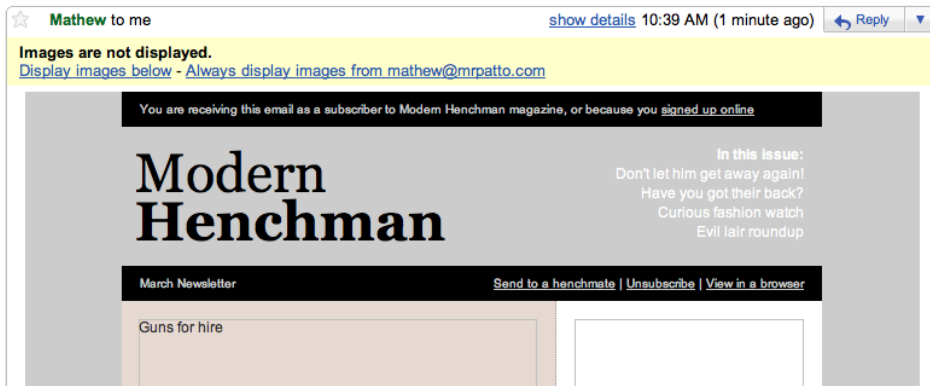 Mathew to me show details 10:39 AM (1 minute ago) Reply
Images are not displayed.
Display images below - Always display images from mathew@mrpatto.com
You are receiving this email as a subscriber to Modern Henchman magazine, or because you signed up online
Modern
Henchman
In this issue:
Don't let him get away again!
Have you got their back?
Curious fashion watch
Evil lair roundup
March Newsletter Send to a henchmate | Unsubscribe | View in a browser
Guns for hire